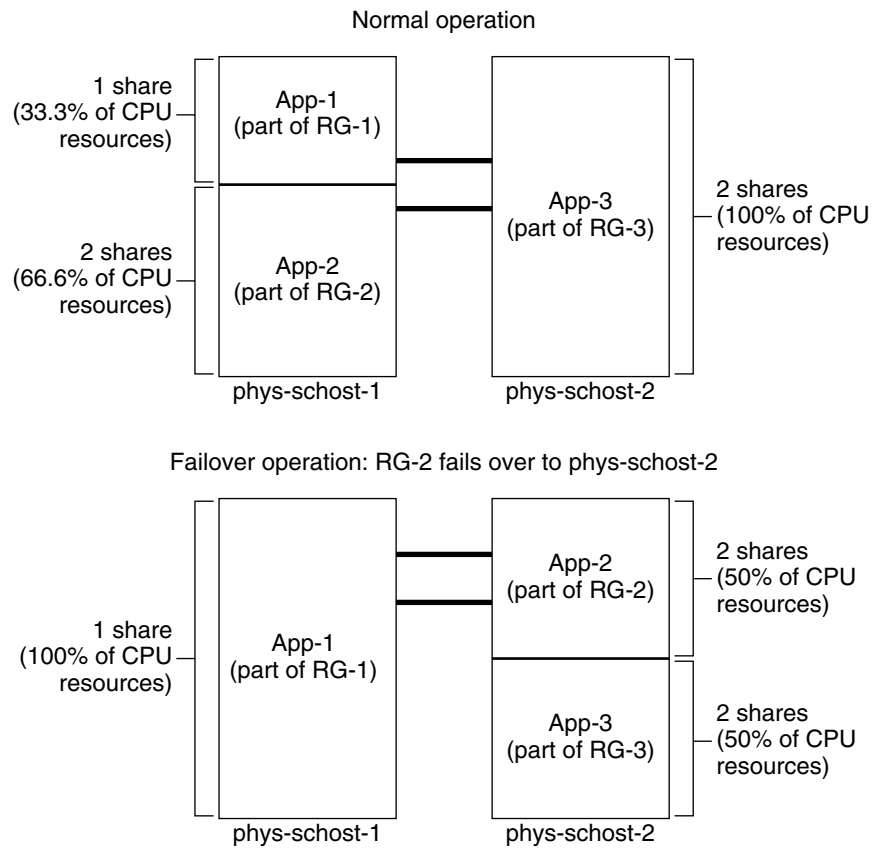 Normal operation
1 share
(33.3% of CPU
resources)
App-1
(part of RG-1)
2 shares
(66.6% of CPU
resources)
App-2
(part of RG-2)
App-3
(part of RG-3)
2 shares
(100% of CPU
resources)
phys-schost-1
phys-schost-2
Failover operation: RG-2 fails over to phys-schost-2
1 share
(100% of CPU
resources)
App-1
(part of RG-1)
App-2
(part of RG-2)
2 shares
(50% of CPU
resources)
App-3
(part of RG-3)
2 shares
(50% of CPU
resources)
phys-schost-1
phys-schost-2